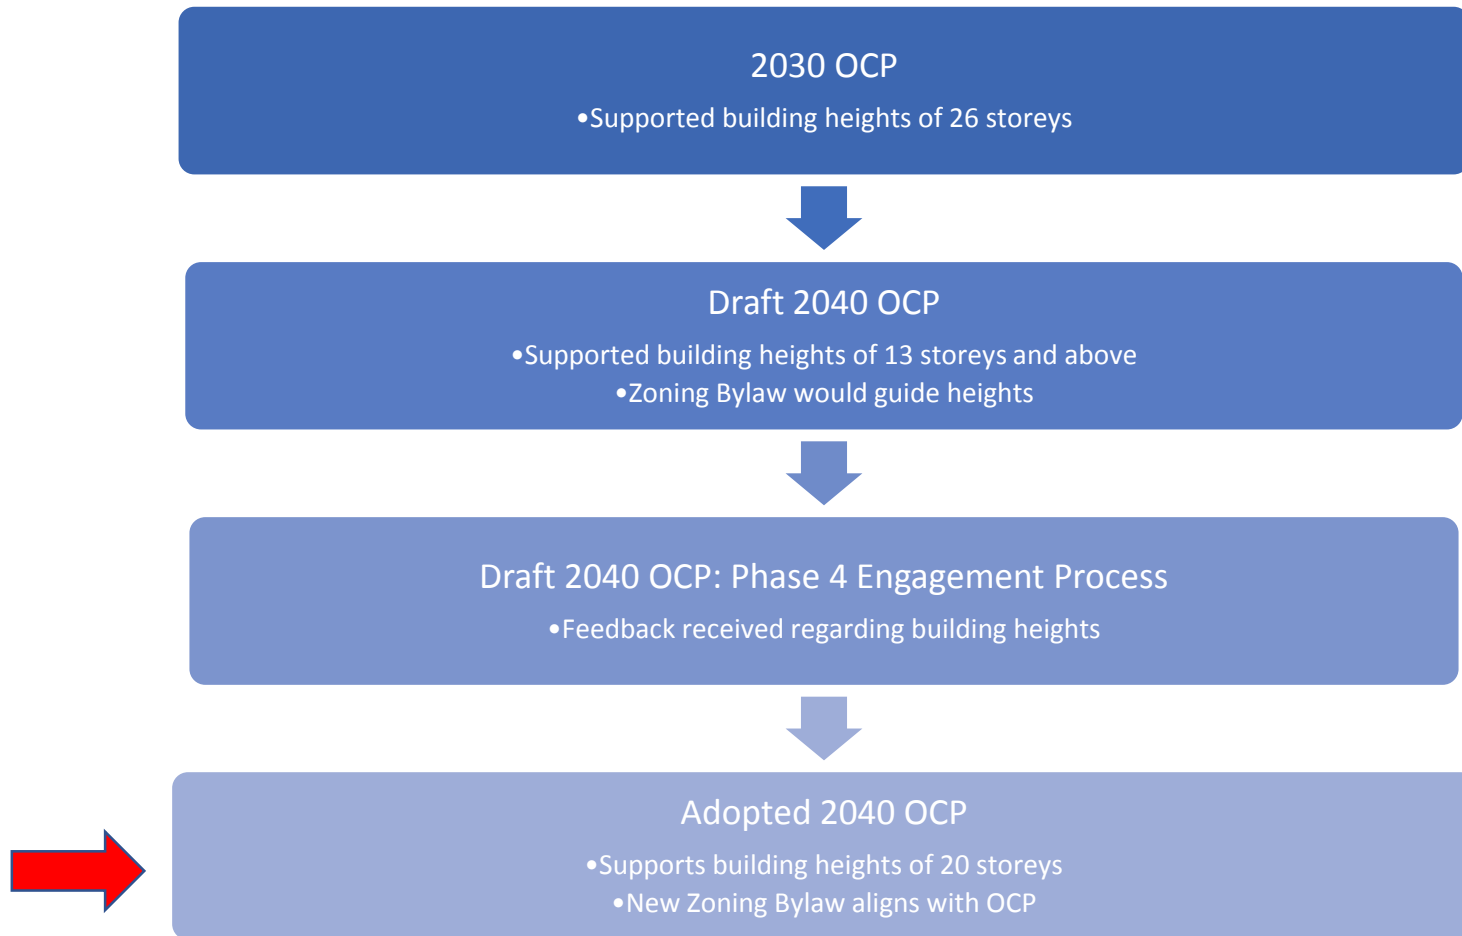 2030 OCP
•Supported building heights of 26 storeys
Draft 2040 OCP
•Supported building heights of 13 storeys and above
•Zoning Bylaw would guide heights
Draft 2040 OCP: Phase 4 Engagement Process
•Feedback received regarding building heights
Adopted 2040 OCP
•Supports building heights of 20 storeys
•New Zoning Bylaw aligns with OCP